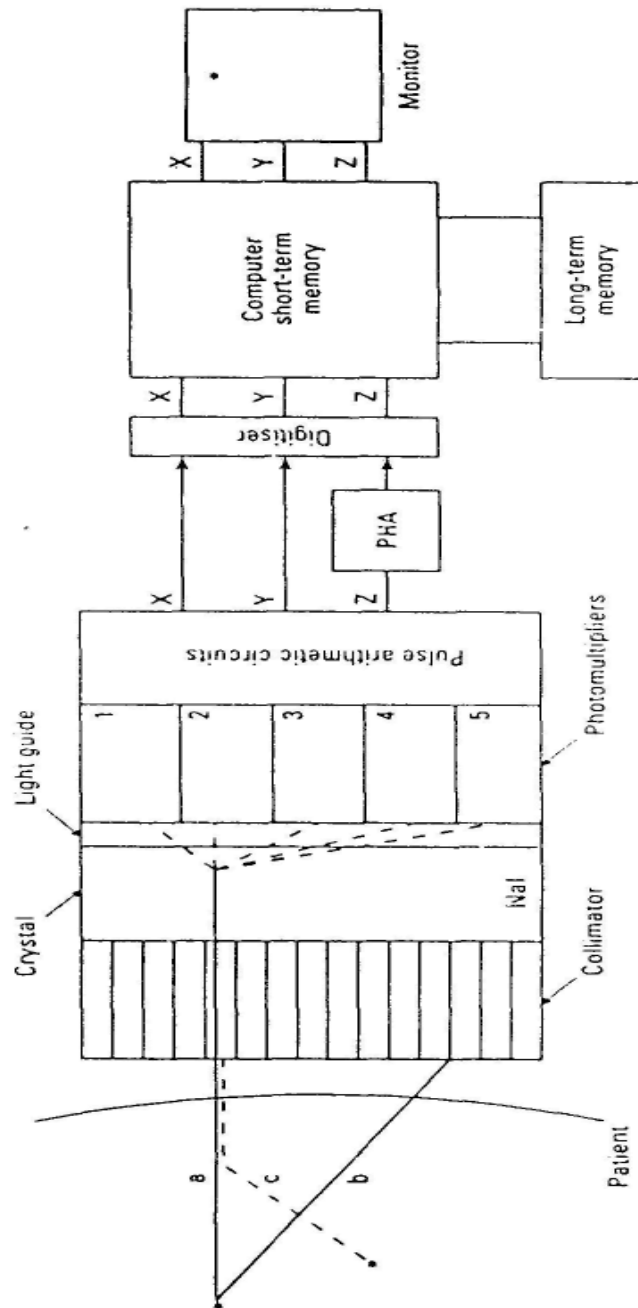 Crystal
Light guide
1
2
3
4
5
NaI
Collimator
Photomultipliers
Pulse arithmetic circuits
X
Y
Z
PHA
Digitiser
X
Y
Z
Computer
short-term
memory
Long-term
memory
X
Y
Z
Monitor
a
c
b
Patient